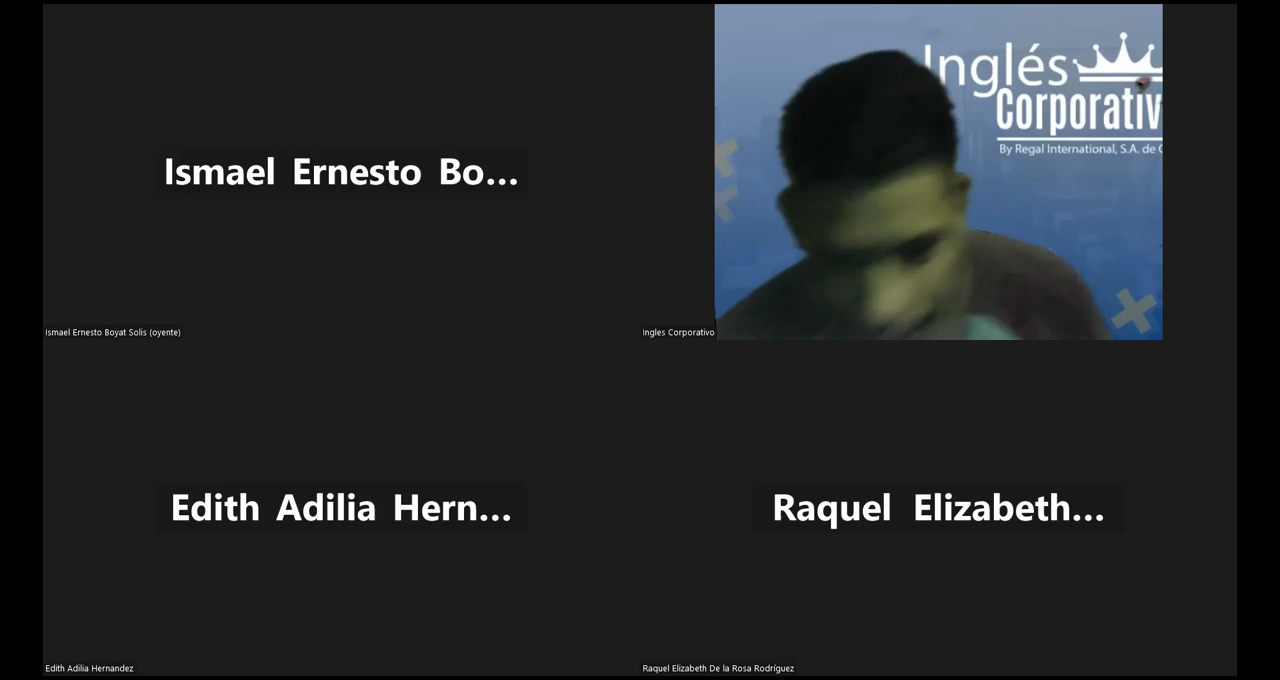 Ismael Ernesto Bo...
Ismael Ernesto Boyat Solis (oyente)
Inglés
Corporativ
By Regal International, S.A. de C
Ingles Corporativo
Edith Adilia Hern...
Edith Adilia Hernandez
Raquel Elizabeth...
Raquel Elizabeth De la Rosa Rodríguez